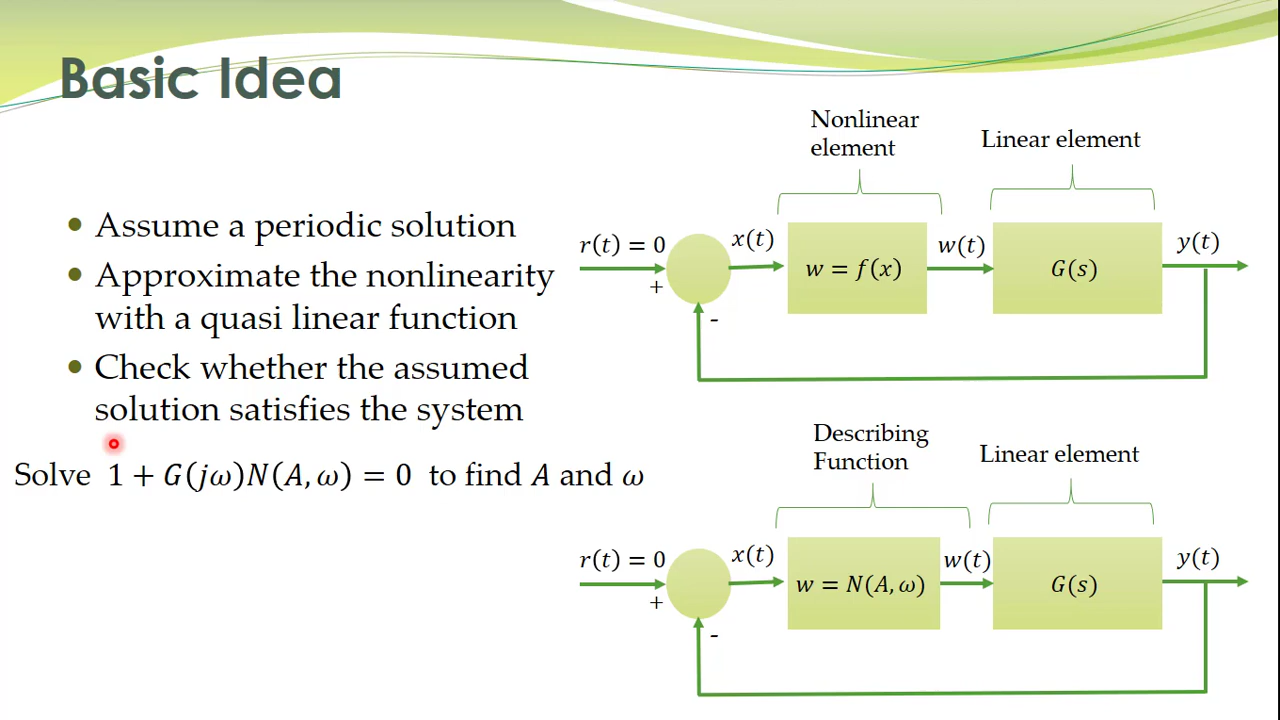 Basic Idea
• Assume a periodic solution
• Approximate the nonlinearity
with a quasi linear function
• Check whether the assumed
solution satisfies the system
Solve 1 + G(jω)N(A, ω) = 0 to find A and ω
Nonlinear
element
Linear element
r(t) = 0
+
-
x(t)
w = f(x)
w(t)
G(s)
y(t)
Describing
Function
Linear element
r(t) = 0
+
-
x(t)
w = N(A, ω)
w(t)
G(s)
y(t)